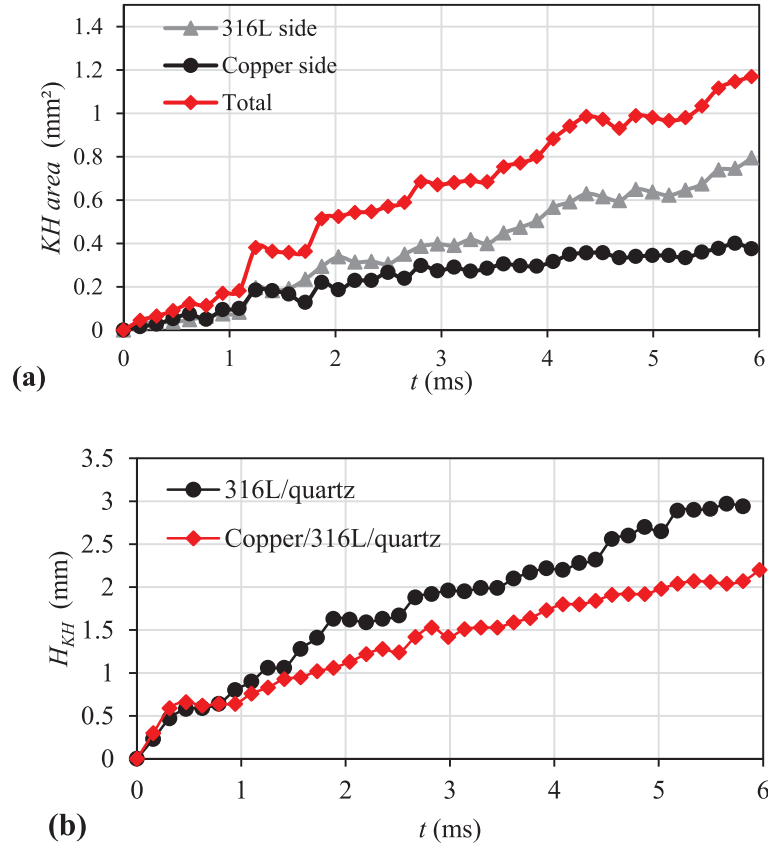 1.4
1.2
1
0.8
0.6
0.4
0.2
0
KH area (mm²)
316L side
Copper side
Total
0 1 2 3 4 5 6
t (ms)
(a)
3.5
3
2.5
2
1.5
1
0.5
0
H_KH (mm)
316L/quartz
Copper/316L/quartz
0 1 2 3 4 5 6
t (ms)
(b)